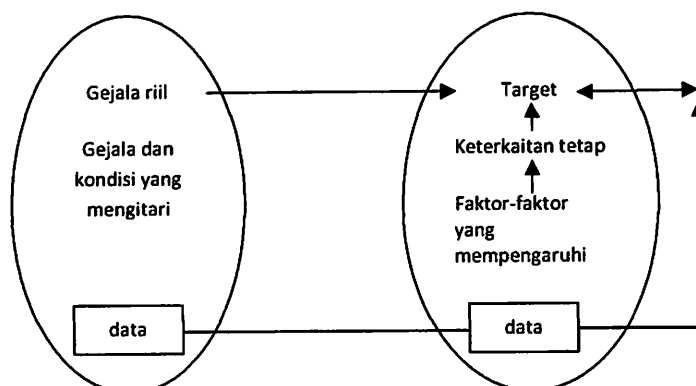 Gejala riil
Gejala dan
kondisi yang
mengitari
data
Target
Keterkaitan tetap
Faktor-faktor
yang
mempengaruhi
data